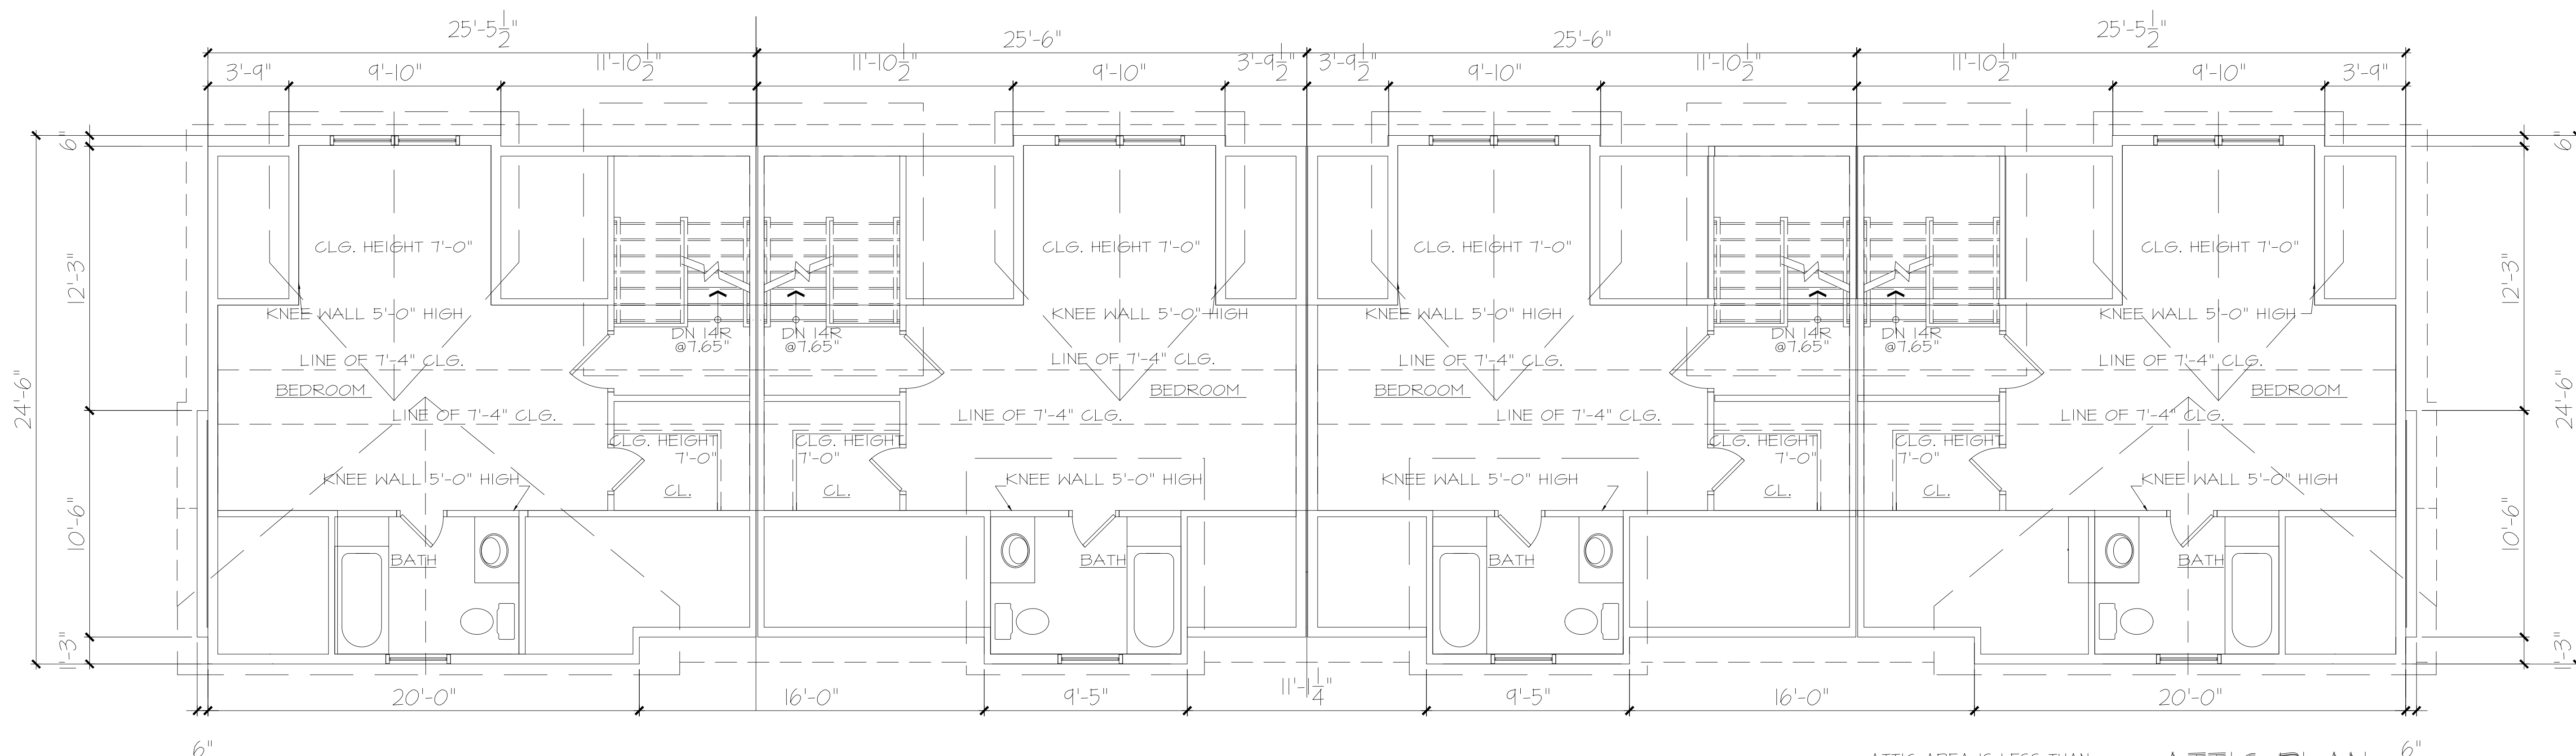 25'-5 1/2" 25'-6" 25'-6" 25'-5 1/2"
3'-9" 9'-10" 11'-10 1/2" 11'-10 1/2" 9'-10" 3'-9 1/2" 3'-9 1/2" 9'-10" 11'-10 1/2" 11'-10 1/2" 9'-10" 3'-9"
6" 6"
CLG. HEIGHT 7'-0" CLG. HEIGHT 7'-0" CLG. HEIGHT 7'-0" CLG. HEIGHT 7'-0"
12'-3" 12'-3"
KNEE WALL 5'-0" HIGH KNEE WALL 5'-0" HIGH KNEE WALL 5'-0" HIGH KNEE WALL 5'-0" HIGH
DN 14R DN 14R DN 14R DN 14R
@7.65" @7.65" @7.65" @7.65"
LINE OF 7'-4" CLG. LINE OF 7'-4" CLG. LINE OF 7'-4" CLG. LINE OF 7'-4" CLG.
24'-6" 24'-6"
BEDROOM BEDROOM BEDROOM BEDROOM
LINE OF 7'-4" CLG. LINE OF 7'-4" CLG. LINE OF 7'-4" CLG. LINE OF 7'-4" CLG.
CLG. HEIGHT CLG. HEIGHT CLG. HEIGHT CLG. HEIGHT
7'-0" 7'-0" 7'-0" 7'-0"
KNEE WALL 5'-0" HIGH KNEE WALL 5'-0" HIGH KNEE WALL 5'-0" HIGH KNEE WALL 5'-0" HIGH
CL. CL. CL. CL.
10'-6" 10'-6"
BATH BATH BATH BATH
1'-3" 1'-3"
20'-0" 16'-0" 9'-5" 11'-1 1/4" 9'-5" 16'-0" 20'-0"
6" 6"
ATTIC AREA IS LESS THAN
ATTIC PLAN